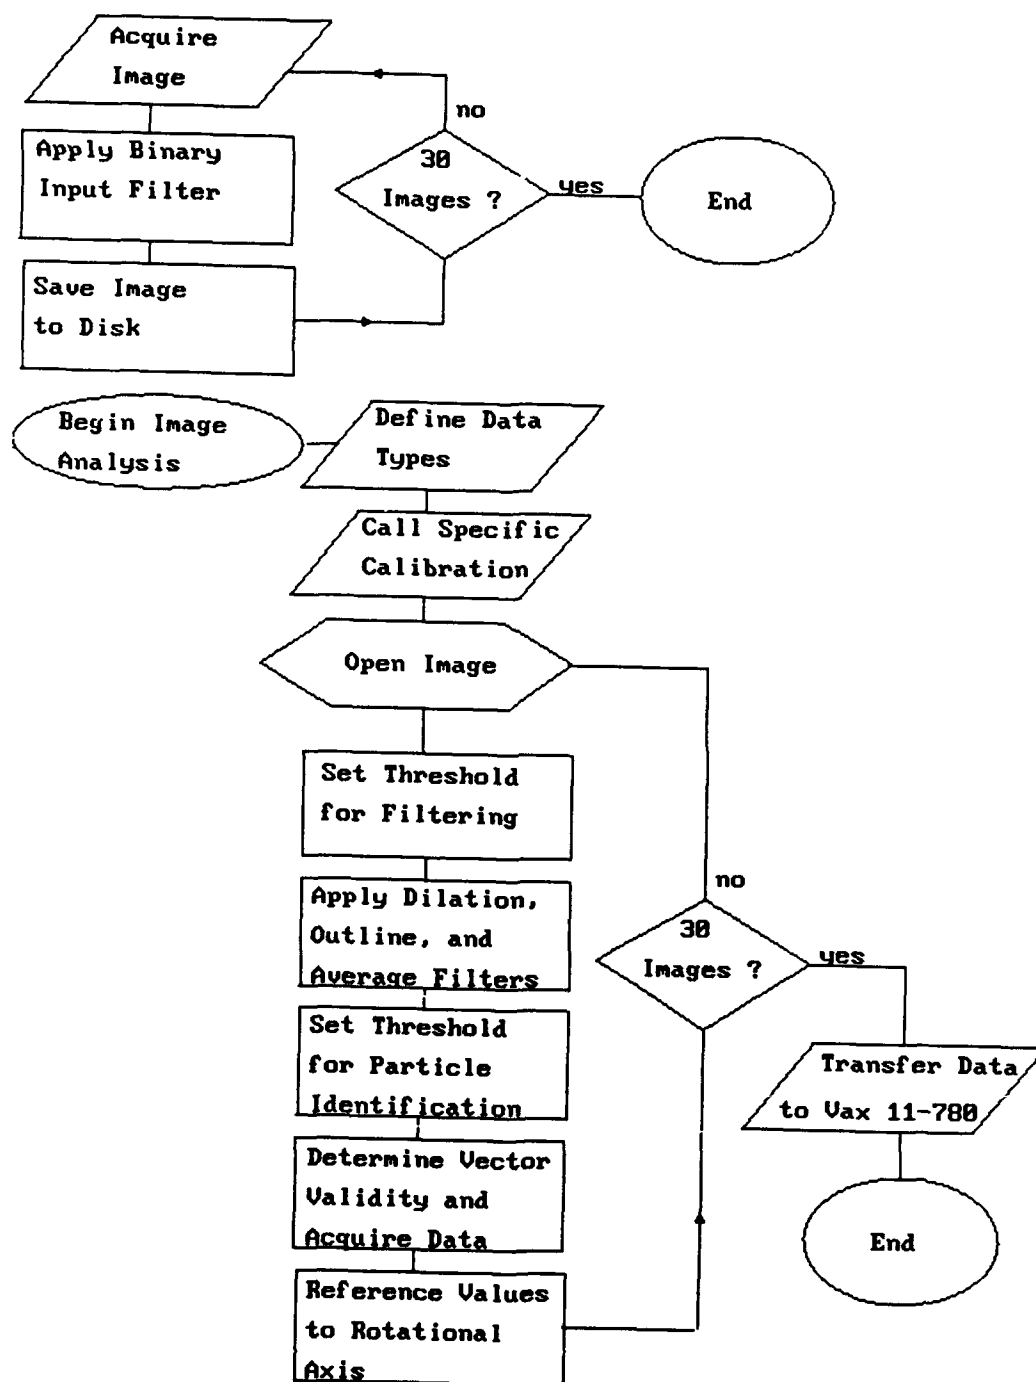 Acquire
Image
no
Apply Binary
Input Filter
30
Images ?
yes
End
Save Image
to Disk
Begin Image
Analysis
Define Data
Types
Call Specific
Calibration
Open Image
Set Threshold
for Filtering
no
Apply Dilation,
Outline, and
Average Filters
30
Images ?
yes
Set Threshold
for Particle
Identification
Transfer Data
to Vax 11-780
Determine Vector
Validity and
Acquire Data
End
Reference Values
to Rotational
Axis